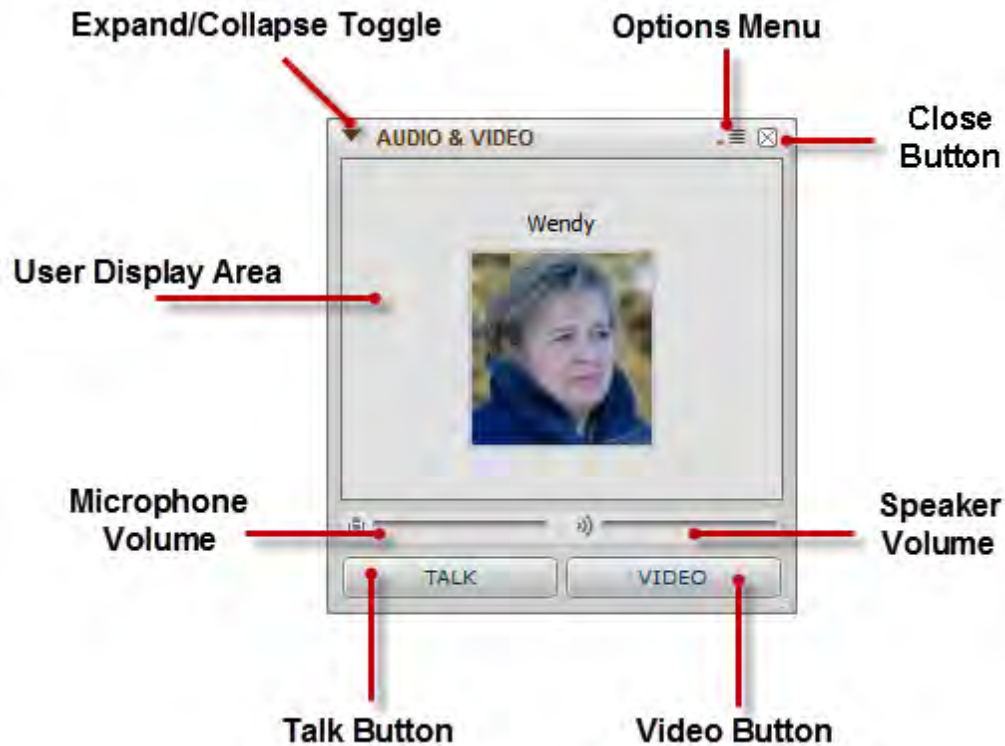 Expand/Collapse Toggle
Options Menu
Close
Button
AUDIO & VIDEO
Wendy
User Display Area
Microphone
Volume
Speaker
Volume
TALK
VIDEO
Talk Button
Video Button